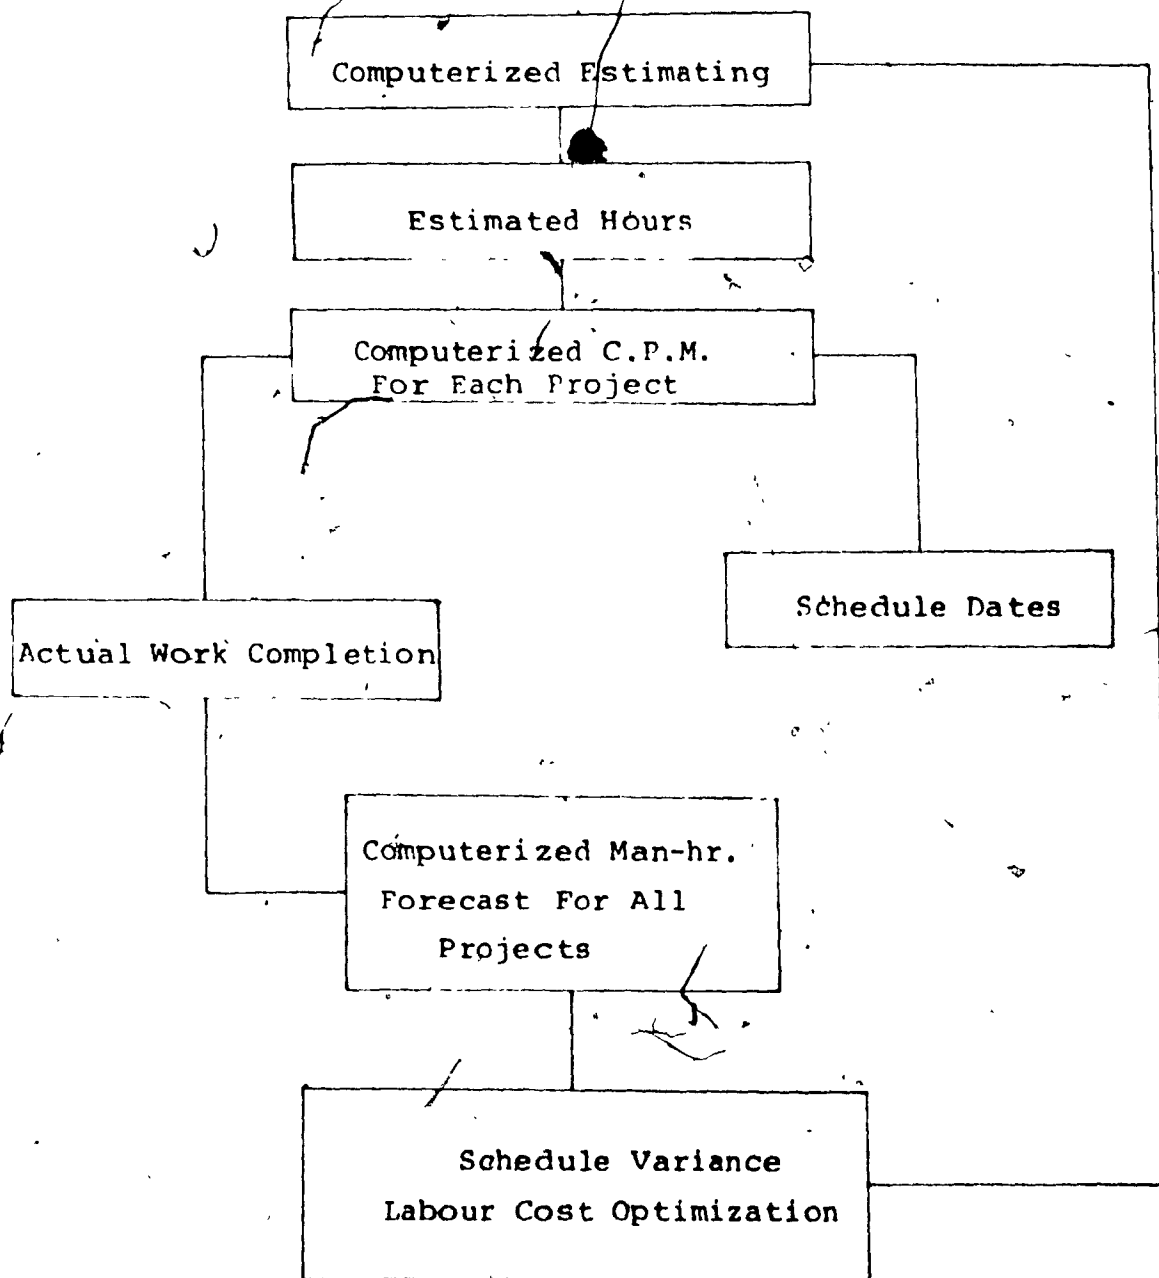 Computerized Estimating
Estimated Hours
Computerized C.P.M.
For Each Project
Schedule Dates
Actual Work Completion
Computerized Man-hr.
Forecast For All
Projects
Schedule Variance
Labour Cost Optimization